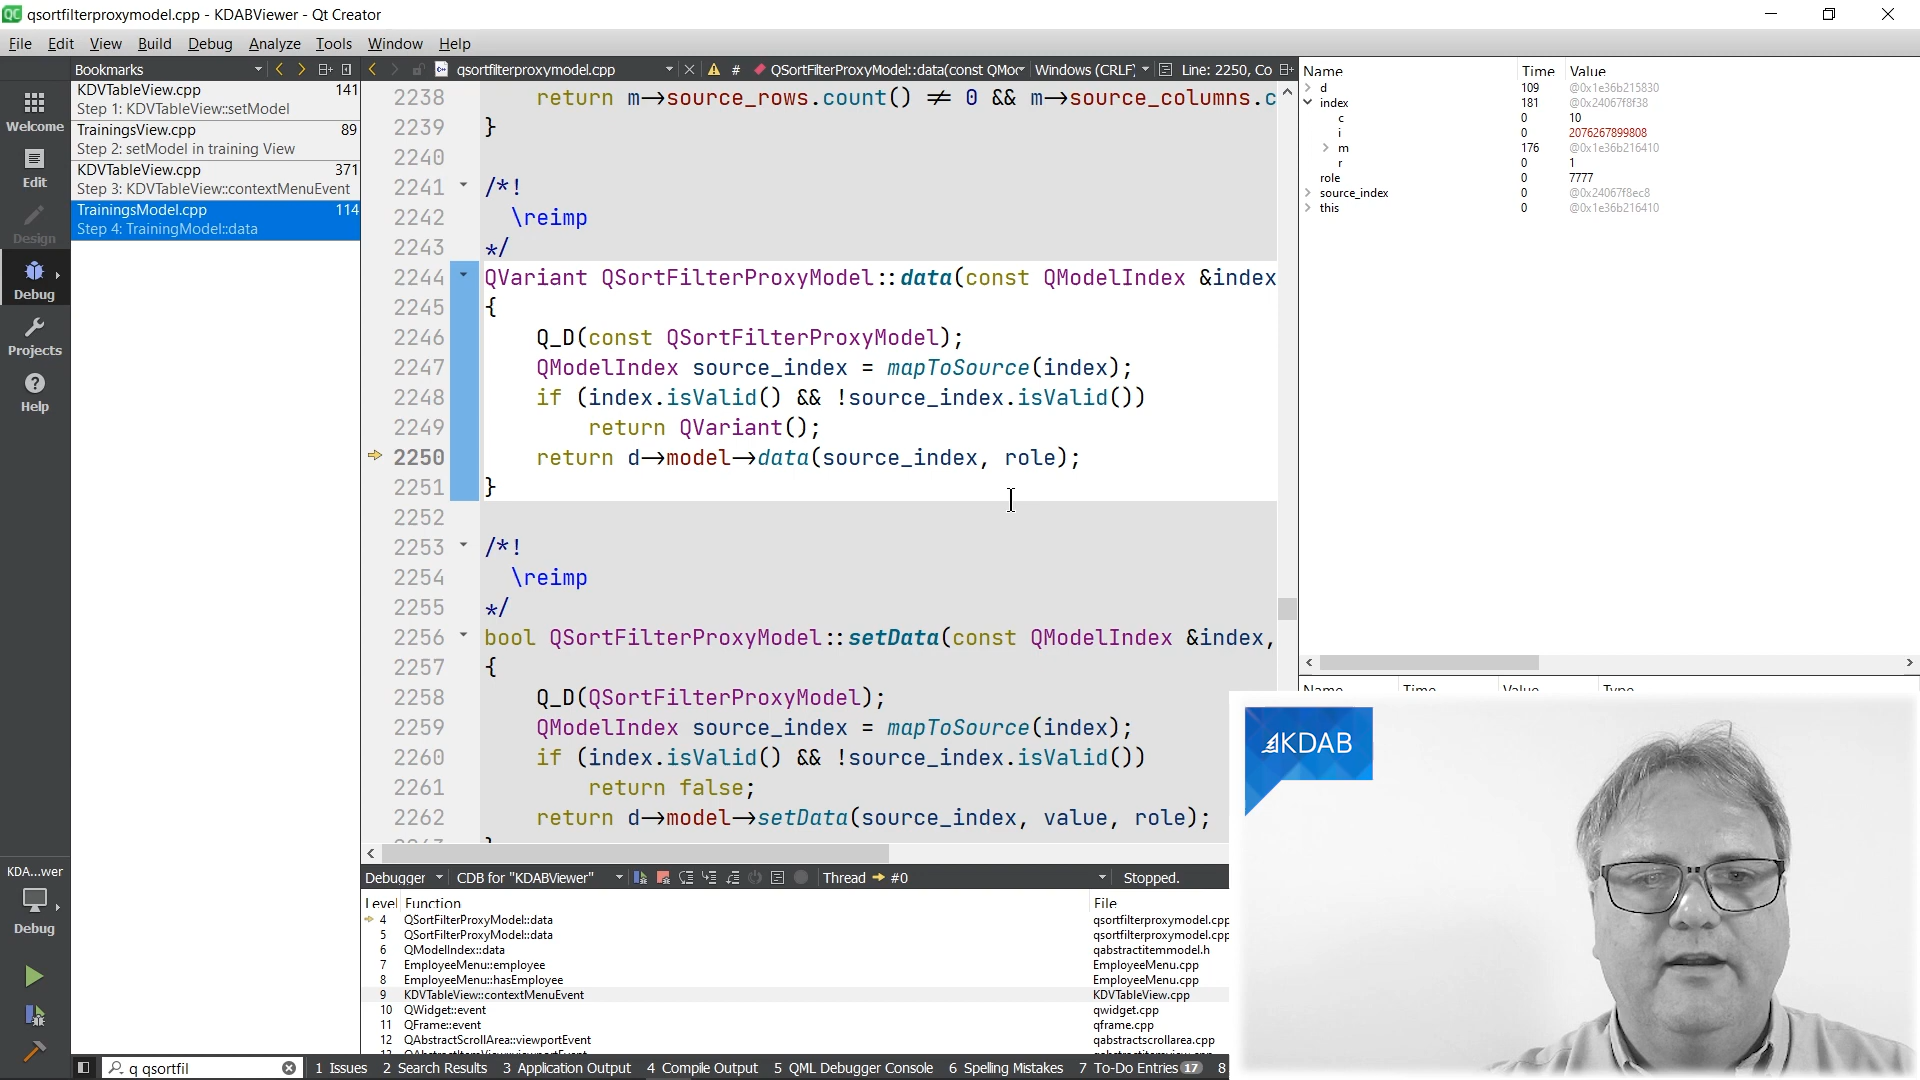 qsortfilterproxymodel.cpp - KDABViewer - Qt Creator
File Edit View Build Debug Analyze Tools Window Help
Bookmarks
qsortfilterproxymodel.cpp
#
QSortFilterProxyModel::data(const QMod
Windows (CRLF)
Line: 2250, Co
Name Time Value
KDVTableView.cpp 141
Step 1: KDVTableView::setModel
TrainingsView.cpp 89
Step 2: setModel in training View
KDVTableView.cpp 371
Step 3: KDVTableView::contextMenuEvent
TrainingsModel.cpp 114
Step 4: TrainingModel::data
Welcome
Edit
Design
Debug
Projects
Help
KDA...wer
Debug
2238 return m->source_rows.count() != 0 && m->source_columns.c
2239 }
2240
2241 /*!
2242 \reimp
2243 */
2244 QVariant QSortFilterProxyModel::data(const QModelIndex &index
2245 {
2246 Q_D(const QSortFilterProxyModel);
2247 QModelIndex source_index = mapToSource(index);
2248 if (index.isValid() && !source_index.isValid())
2249 return QVariant();
2250 return d->model->data(source_index, role);
2251 }
2252
2253 /*!
2254 \reimp
2255 */
2256 bool QSortFilterProxyModel::setData(const QModelIndex &index,
2257 {
2258 Q_D(QSortFilterProxyModel);
2259 QModelIndex source_index = mapToSource(index);
2260 if (index.isValid() && !source_index.isValid())
2261 return false;
2262 return d->model->setData(source_index, value, role);
d 109 @0x1e36b215830
index 181 @0x24067f8f38
c 0 10
i 0 2076267899808
m 176 @0x1e36b216410
r 0 1
role 0 7777
source_index 0 @0x24067f8ec8
this 0 @0x1e36b216410
Name Time Value Type
KDAB
Debugger
CDB for "KDABViewer"
Thread #0
Stopped.
Level Function File
4 QSortFilterProxyModel::data qsortfilterproxymodel.cpp
5 QSortFilterProxyModel::data qsortfilterproxymodel.cpp
6 QModelIndex::data qabstractitemmodel.h
7 EmployeeMenu::employee EmployeeMenu.cpp
8 EmployeeMenu::hasEmployee EmployeeMenu.cpp
9 KDVTableView::contextMenuEvent KDVTableView.cpp
10 QWidget::event qwidget.cpp
11 QFrame::event qframe.cpp
12 QAbstractScrollArea::viewportEvent qabstractscrollarea.cpp
q qsortfil
1 Issues 2 Search Results 3 Application Output 4 Compile Output 5 QML Debugger Console 6 Spelling Mistakes 7 To-Do Entries 17 8